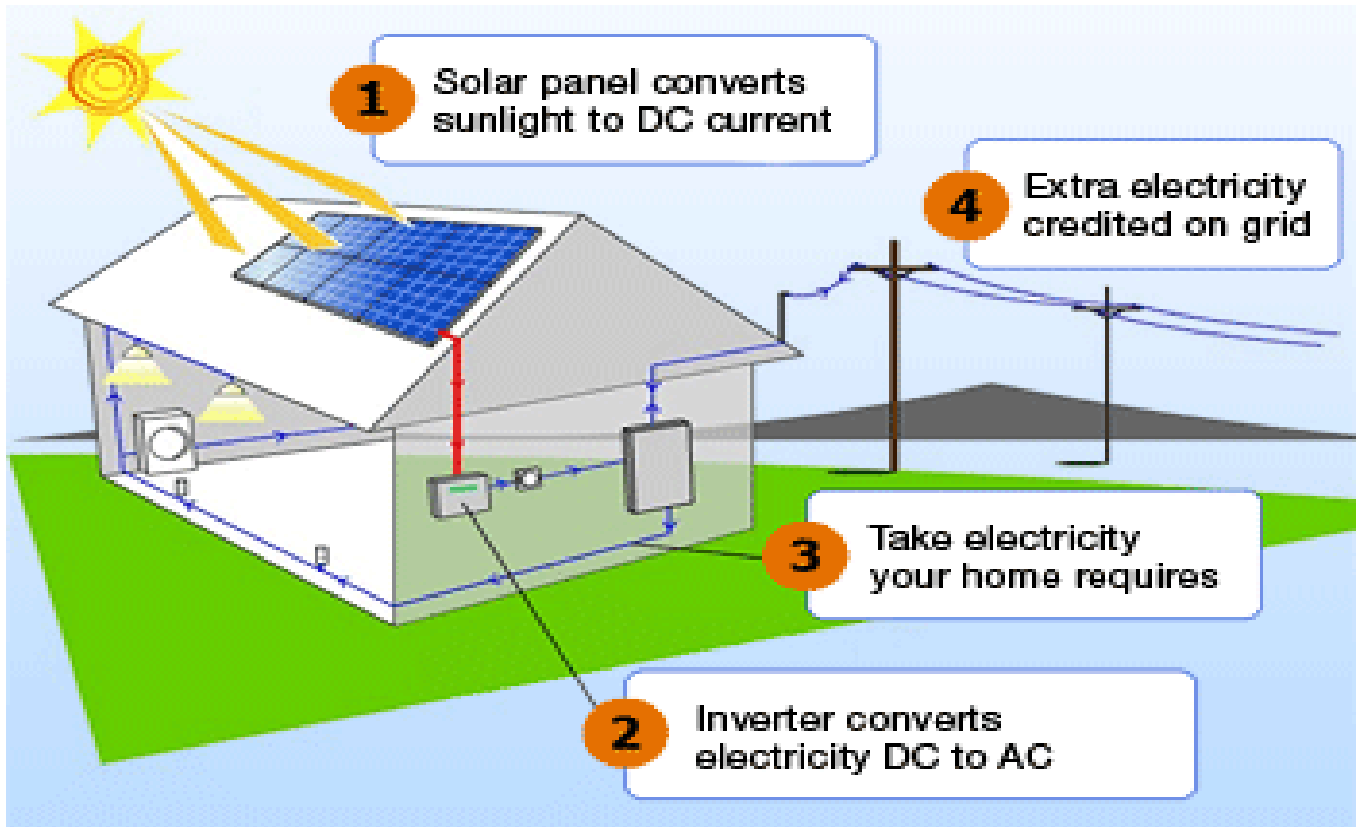 1
Solar panel converts
sunlight to DC current
4
Extra electricity
credited on grid
3
Take electricity
your home requires
2
Inverter converts
electricity DC to AC